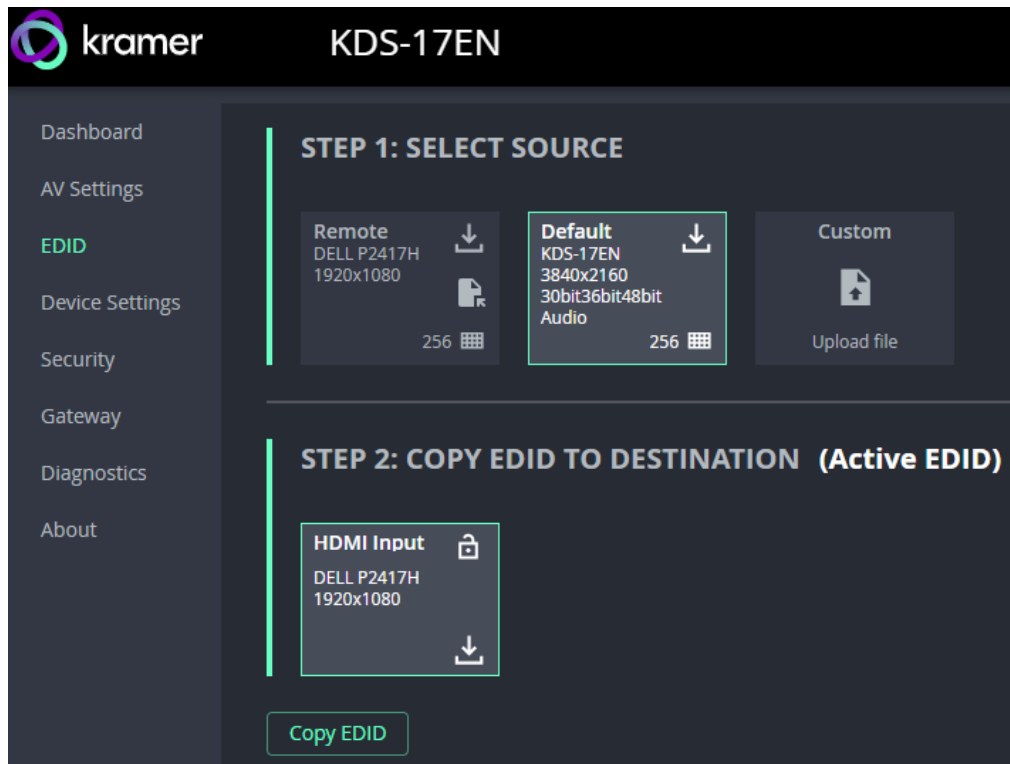 kramer
KDS-17EN
Dashboard
AV Settings
EDID
Device Settings
Security
Gateway
Diagnostics
About
STEP 1: SELECT SOURCE
Remote
DELL P2417H
1920x1080
256
Default
KDS-17EN
3840x2160
30bit36bit48bit
Audio
256
Custom
Upload file
STEP 2: COPY EDID TO DESTINATION (Active EDID)
HDMI Input
DELL P2417H
1920x1080
Copy EDID